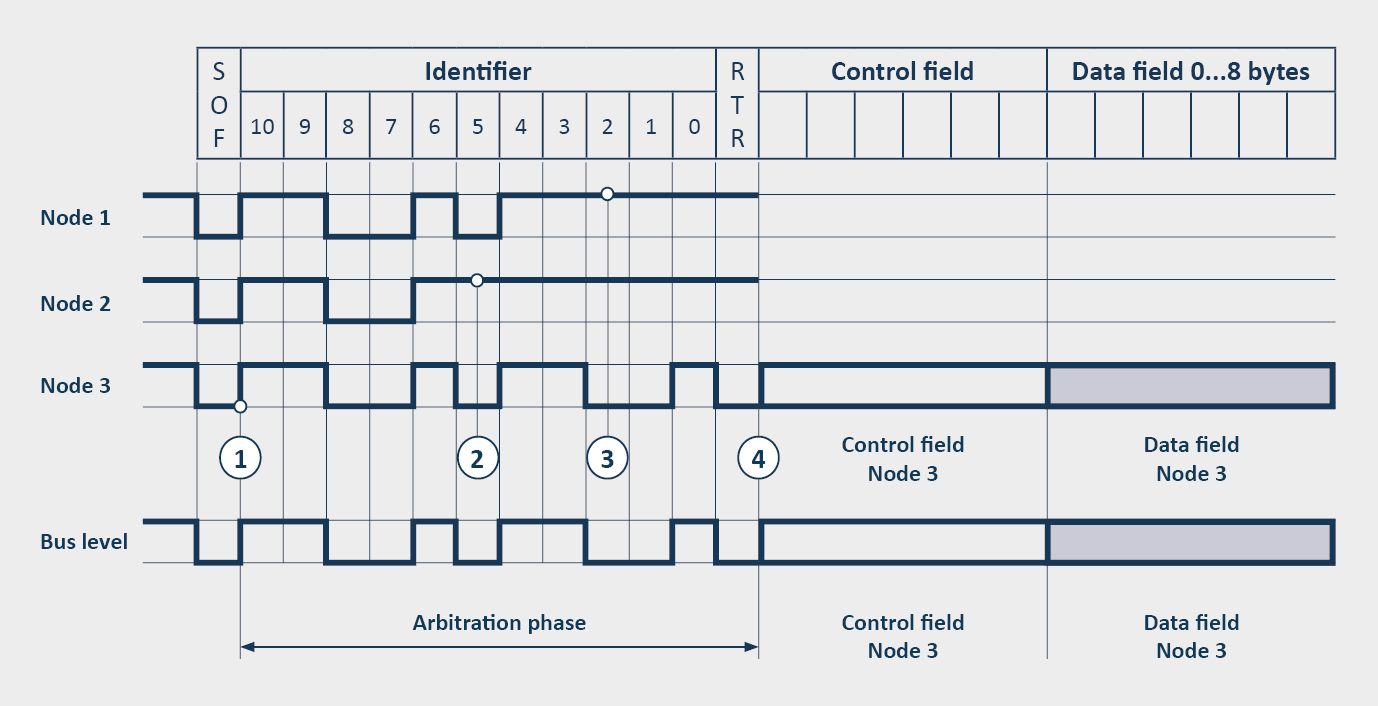 S
O
F
Identifier
R
T
R
Control field
Data field 0...8 bytes
10 9 8 7 6 5 4 3 2 1 0
Node 1
Node 2
Node 3
1 2 3 4
Control field
Node 3
Data field
Node 3
Bus level
Arbitration phase
Control field
Node 3
Data field
Node 3